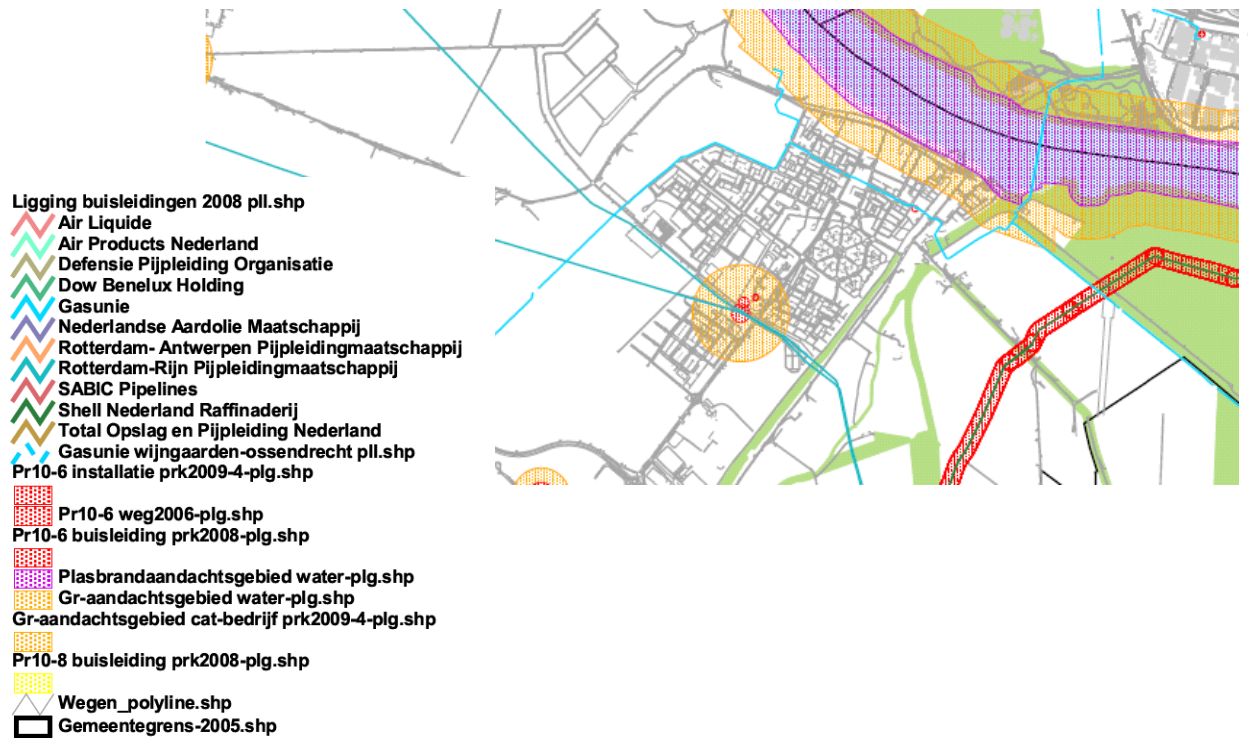 Ligging buisleidingen 2008 pll.shp
Air Liquide
Air Products Nederland
Defensie Pijpleiding Organisatie
Dow Benelux Holding
Gasunie
Nederlandse Aardolie Maatschappij
Rotterdam- Antwerpen Pijpleidingmaatschappij
Rotterdam-Rijn Pijpleidingmaatschappij
SABIC Pipelines
Shell Nederland Raffinaderij
Total Opslag en Pijpleiding Nederland
Gasunie wijngaarden-ossendrecht pll.shp
Pr10-6 installatie prk2009-4-plg.shp
Pr10-6 weg2006-plg.shp
Pr10-6 buisleiding prk2008-plg.shp
Plasbrandaandachtsgebied water-plg.shp
Gr-aandachtsgebied water-plg.shp
Gr-aandachtsgebied cat-bedrijf prk2009-4-plg.shp
Pr10-8 buisleiding prk2008-plg.shp
Wegen_polyline.shp
Gemeentegrens-2005.shp